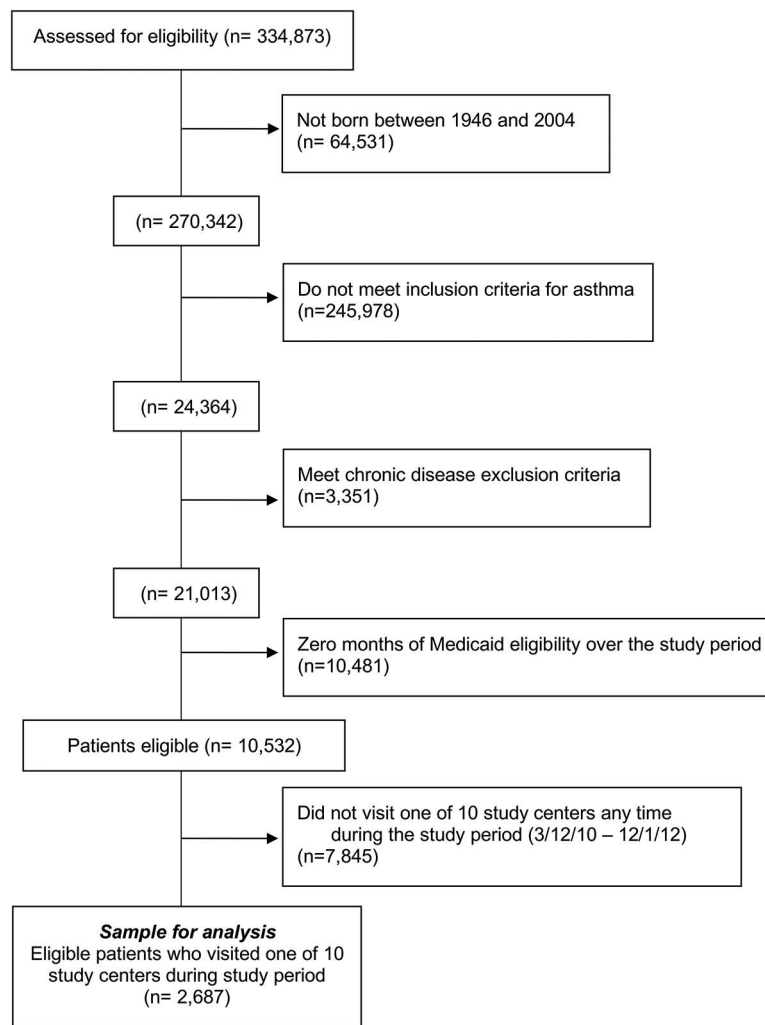 Assessed for eligibility (n= 334,873)
Not born between 1946 and 2004
(n= 64,531)
(n= 270,342)
Do not meet inclusion criteria for asthma
(n=245,978)
(n= 24,364)
Meet chronic disease exclusion criteria
(n=3,351)
(n= 21,013)
Zero months of Medicaid eligibility over the study period
(n=10,481)
Patients eligible (n= 10,532)
Did not visit one of 10 study centers any time
during the study period (3/12/10 – 12/1/12)
(n=7,845)
Sample for analysis
Eligible patients who visited one of 10
study centers during study period
(n= 2,687)